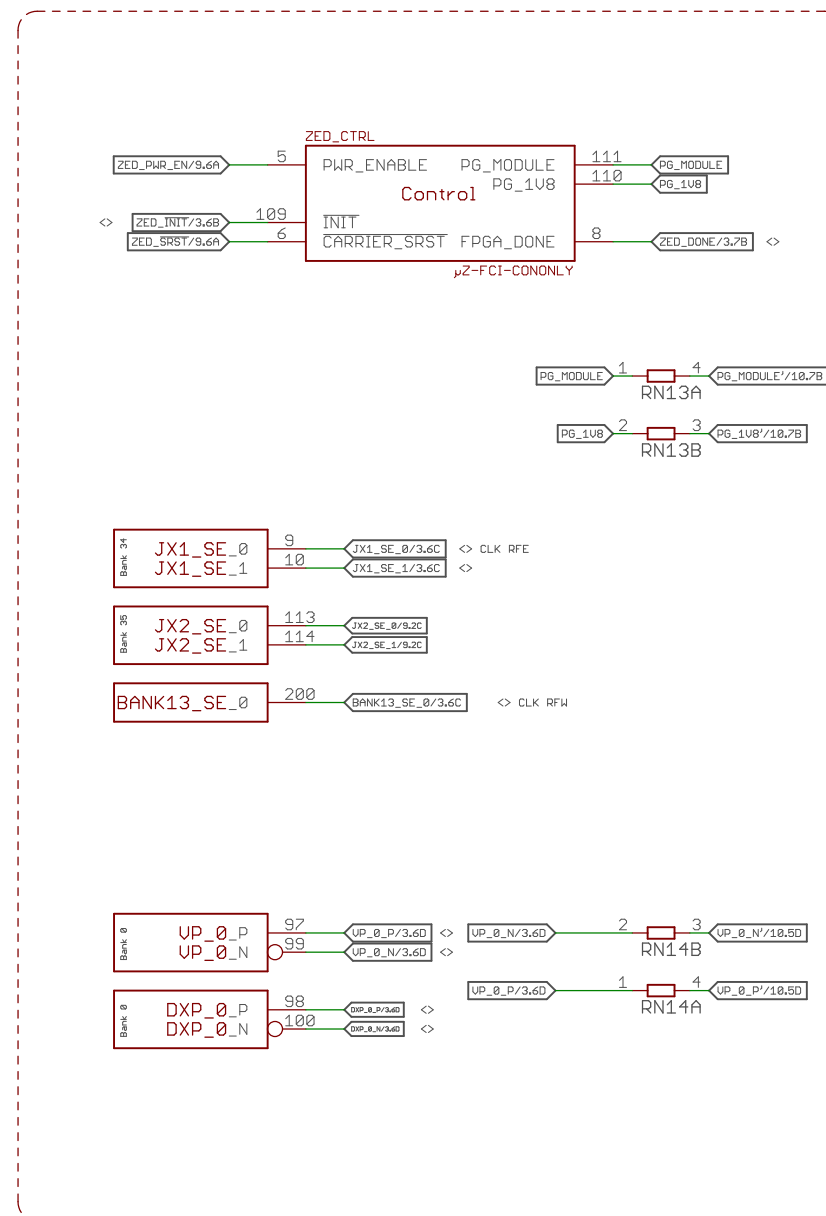 ZED_CTRL
ZED_PWR_EN/9.6A 5 PWR_ENABLE PG_MODULE 111 PG_MODULE
PG_1V8 110 PG_1V8
Control
<> ZED_INIT/3.6B 109 INIT
ZED_SRST/9.6A 6 CARRIER_SRST FPGA_DONE 8 ZED_DONE/3.7B <>
µZ-FCI-CONONLY
PG_MODULE 1 4 PG_MODULE'/10.7B
RN13A
PG_1V8 2 3 PG_1V8'/10.7B
RN13B
Bank 34
JX1_SE_0 9 JX1_SE_0/3.6C <> CLK RFE
JX1_SE_1 10 JX1_SE_1/3.6C <>
Bank 35
JX2_SE_0 113 JX2_SE_0/9.2C
JX2_SE_1 114 JX2_SE_1/9.2C
BANK13_SE_0 200 BANK13_SE_0/3.6C <> CLK RFW
Bank 0
VP_0_P 97 VP_0_P/3.6D <> VP_0_N/3.6D 2 3 VP_0_N'/10.5D
VP_0_N 99 VP_0_N/3.6D <> RN14B
VP_0_P/3.6D 1 4 VP_0_P'/10.5D
RN14A
Bank 0
DXP_0_P 98 DXP_0_P/3.6D <>
DXP_0_N 100 DXP_0_N/3.6D <>